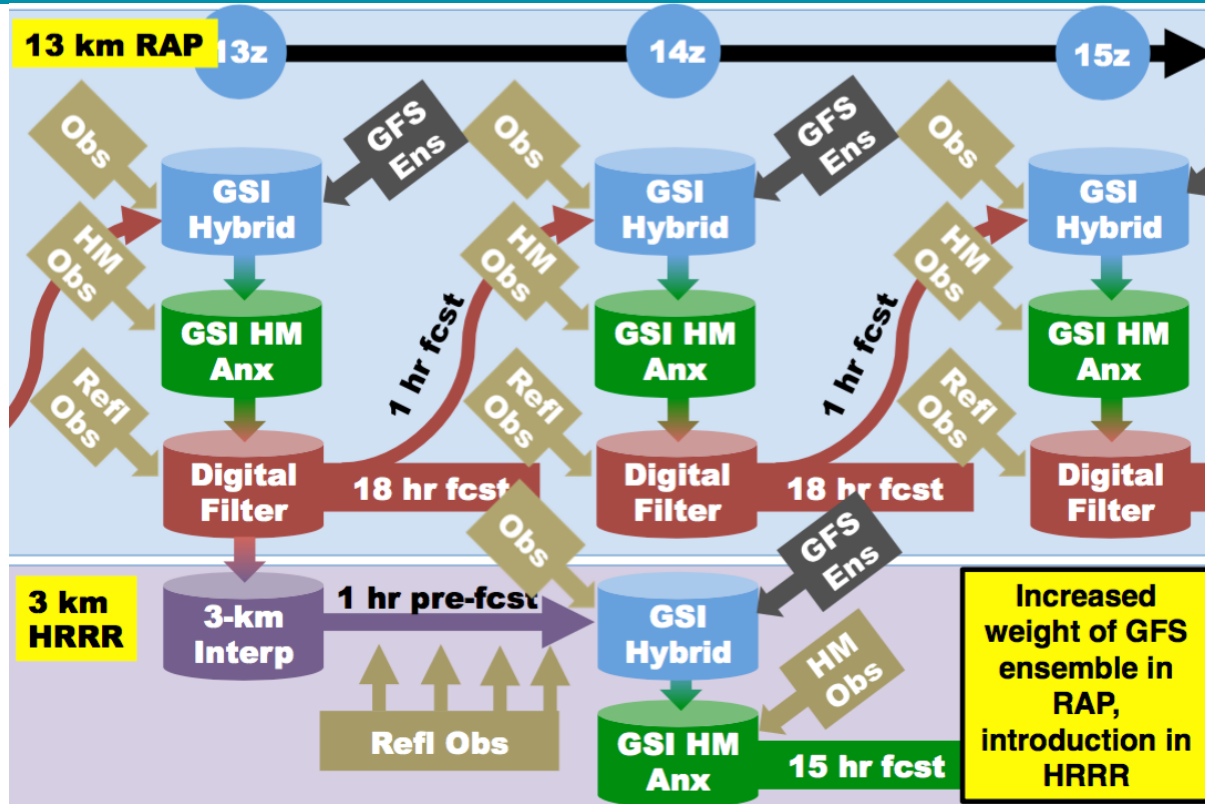 13 km RAP
13z
14z
15z
Obs
GFS
Ens
Obs
GFS
Ens
Obs
GSI
Hybrid
GSI
Hybrid
GSI
Hybrid
HM
Obs
HM
Obs
HM
Obs
1 hr fcst
1 hr fcst
GSI HM
Anx
GSI HM
Anx
GSI HM
Anx
Refl
Obs
Refl
Obs
Refl
Obs
Digital
Filter
18 hr fcst
Digital
Filter
18 hr fcst
Digital
Filter
3 km
HRRR
3-km
Interp
1 hr pre-fcst
Obs
GFS
Ens
GSI
Hybrid
HM
Obs
Refl Obs
GSI HM
Anx
15 hr fcst
Increased
weight of GFS
ensemble in
RAP,
introduction in
HRRR